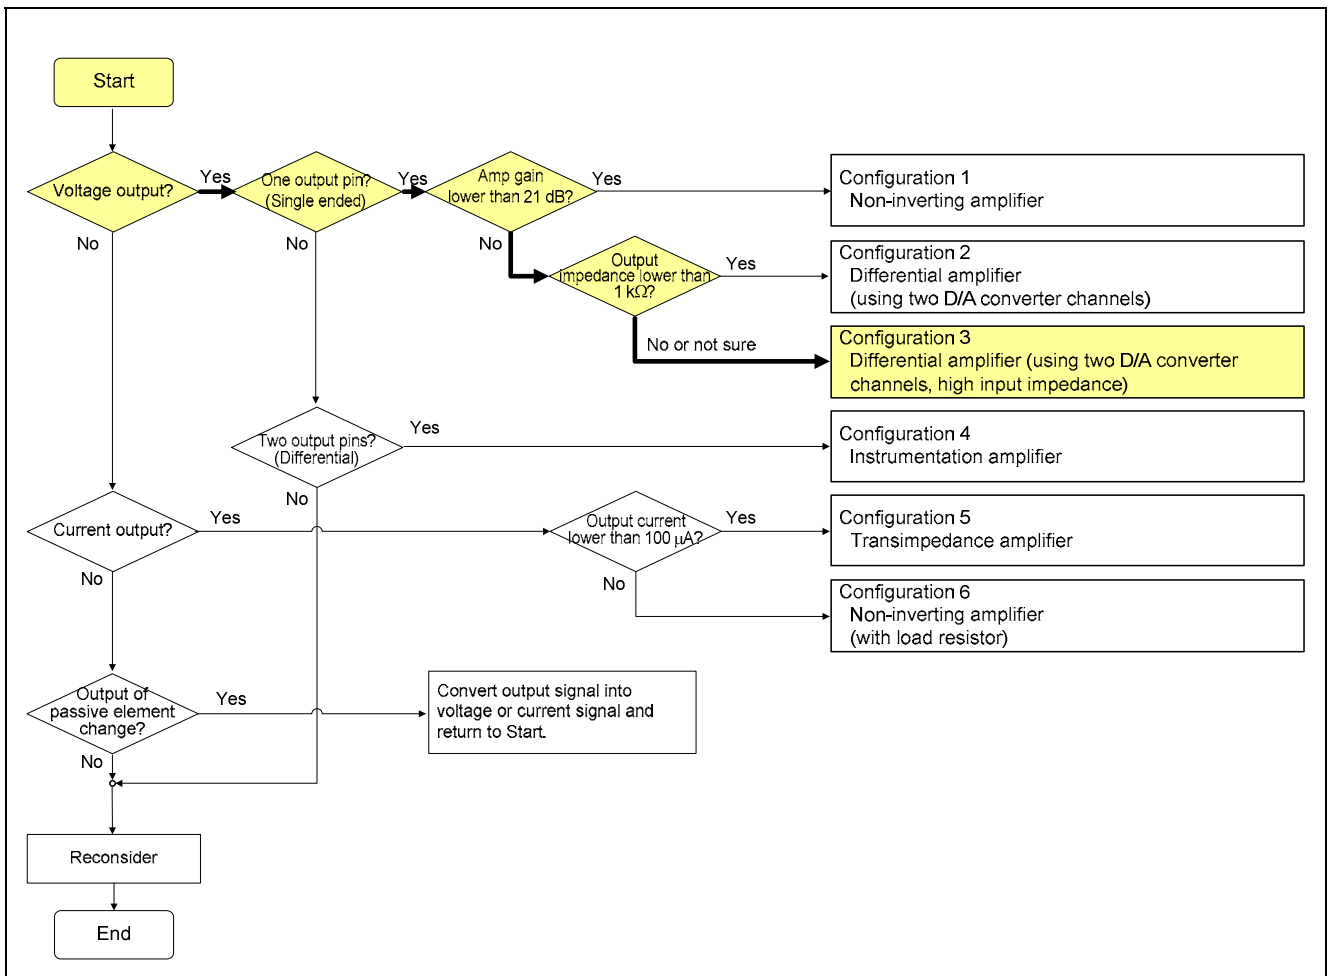 Start
Voltage output?
Yes
One output pin?
(Single ended)
Yes
Amp gain
lower than 21 dB?
Yes
Configuration 1
Non-inverting amplifier
No
No
No
Output
impedance lower than
1 kΩ?
Yes
Configuration 2
Differential amplifier
(using two D/A converter channels)
No or not sure
Configuration 3
Differential amplifier (using two D/A converter
channels, high input impedance)
Two output pins?
(Differential)
Yes
Configuration 4
Instrumentation amplifier
No
Current output?
Yes
Output current
lower than 100 μA?
Yes
Configuration 5
Transimpedance amplifier
No
No
Configuration 6
Non-inverting amplifier
(with load resistor)
Output of
passive element
change?
Yes
Convert output signal into
voltage or current signal and
return to Start.
No
Reconsider
End